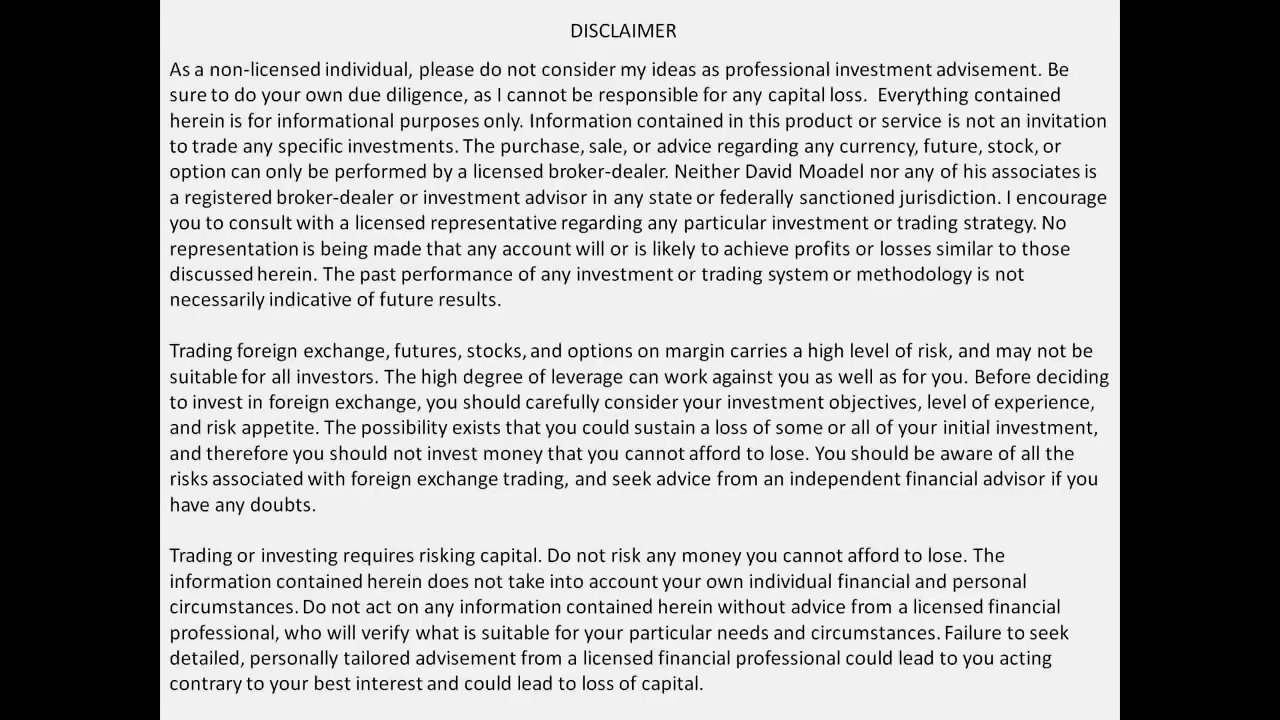 DISCLAIMER
As a non-licensed individual, please do not consider my ideas as professional investment advisement. Be
sure to do your own due diligence, as I cannot be responsible for any capital loss.  Everything contained
herein is for informational purposes only. Information contained in this product or service is not an invitation
to trade any specific investments. The purchase, sale, or advice regarding any currency, future, stock, or
option can only be performed by a licensed broker-dealer. Neither David Moadel nor any of his associates is
a registered broker-dealer or investment advisor in any state or federally sanctioned jurisdiction. I encourage
you to consult with a licensed representative regarding any particular investment or trading strategy. No
representation is being made that any account will or is likely to achieve profits or losses similar to those
discussed herein. The past performance of any investment or trading system or methodology is not
necessarily indicative of future results.
Trading foreign exchange, futures, stocks, and options on margin carries a high level of risk, and may not be
suitable for all investors. The high degree of leverage can work against you as well as for you. Before deciding
to invest in foreign exchange, you should carefully consider your investment objectives, level of experience,
and risk appetite. The possibility exists that you could sustain a loss of some or all of your initial investment,
and therefore you should not invest money that you cannot afford to lose. You should be aware of all the
risks associated with foreign exchange trading, and seek advice from an independent financial advisor if you
have any doubts.
Trading or investing requires risking capital. Do not risk any money you cannot afford to lose. The
information contained herein does not take into account your own individual financial and personal
circumstances. Do not act on any information contained herein without advice from a licensed financial
professional, who will verify what is suitable for your particular needs and circumstances. Failure to seek
detailed, personally tailored advisement from a licensed financial professional could lead to you acting
contrary to your best interest and could lead to loss of capital.